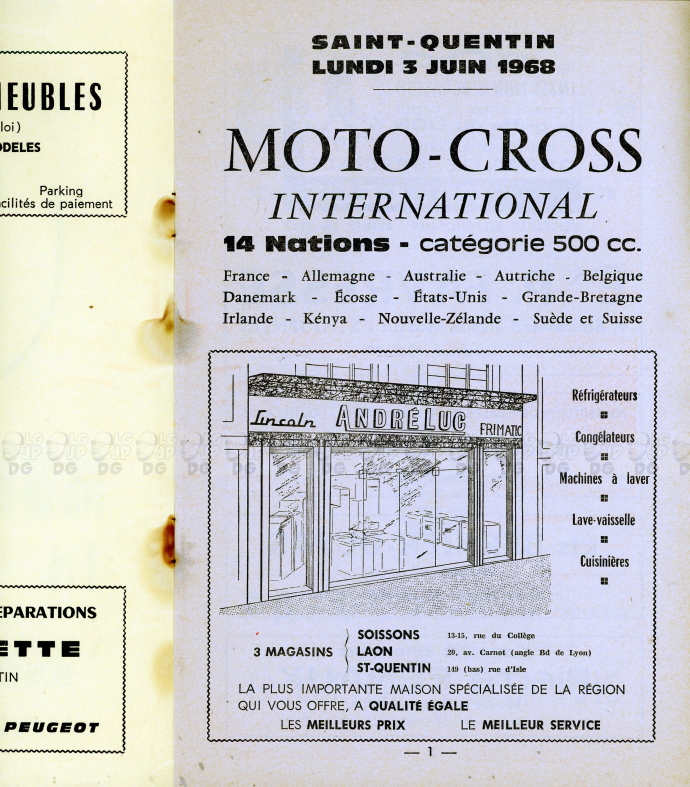 EUBLES
loi)
ODELES
Parking
cilités de paiement
EPARATIONS
ETTE
TIN
PEUGEOT
SAINT-QUENTIN
LUNDI 3 JUIN 1968
MOTO-CROSS
INTERNATIONAL
14 Nations - catégorie 500 cc.
France - Allemagne - Australie - Autriche - Belgique
Danemark - Écosse - États-Unis - Grande-Bretagne
Irlande - Kénya - Nouvelle-Zélande - Suède et Suisse
Lincoln ANDRÉ LUC FRIMATIC
Réfrigérateurs
Congélateurs
Machines à laver
Lave-vaisselle
Cuisinières
3 MAGASINS
SOISSONS 13-15, rue du Collège
LAON 20, av. Carnot (angle Bd de Lyon)
ST-QUENTIN 149 (bas) rue d'Isle
LA PLUS IMPORTANTE MAISON SPÉCIALISÉE DE LA RÉGION
QUI VOUS OFFRE, A QUALITÉ ÉGALE
LES MEILLEURS PRIX LE MEILLEUR SERVICE
— 1 —